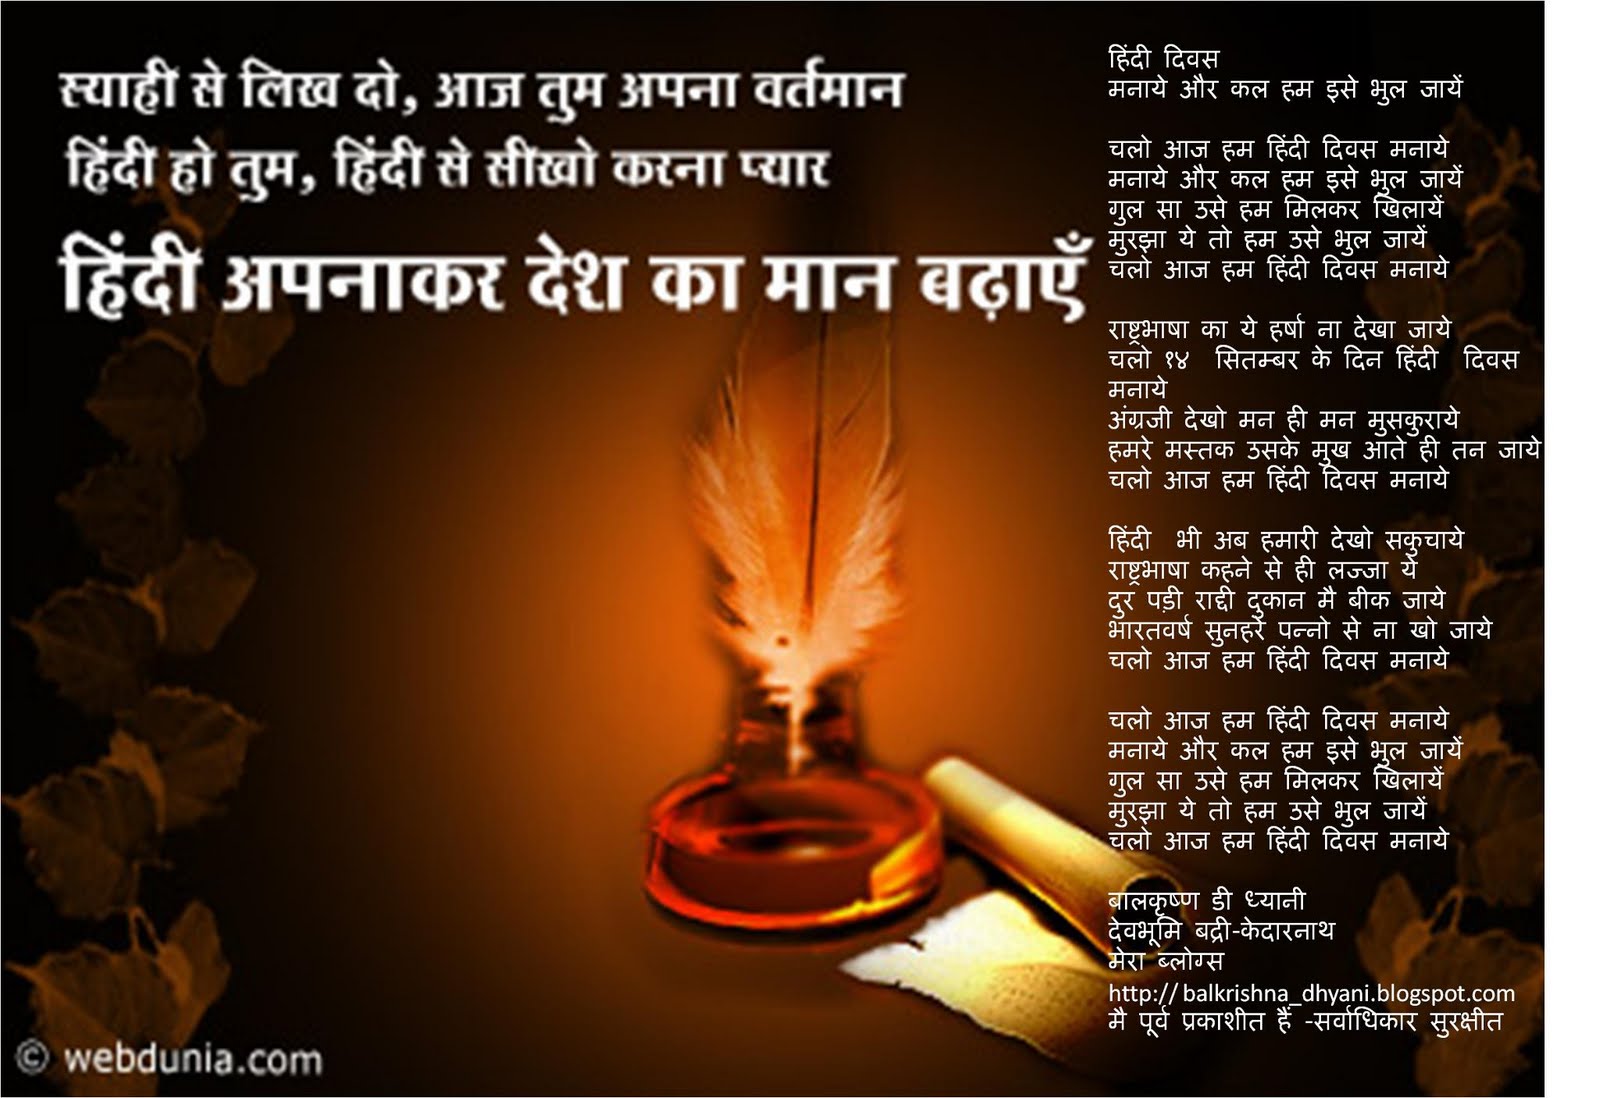 स्याही से लिख दो, आज तुम अपना वर्तमान
हिंदी हो तुम, हिंदी से सीखो करना प्यार
हिंदी अपनाकर देश का मान बढ़ाएँ
© webdunia.com
हिंदी दिवस
मनाये और कल हम इसे भुल जायें

चलो आज हम हिंदी दिवस मनाये
मनाये और कल हम इसे भुल जायें
गुल सा उसे हम मिलकर खिलायें
मुरझा ये तो हम उसे भुल जायें
चलो आज हम हिंदी दिवस मनाये

राष्ट्रभाषा का ये हर्षा ना देखा जाये
चलो १४ सितम्बर के दिन हिंदी दिवस
मनाये
अंग्रजी देखो मन ही मन मुसकुराये
हमरे मस्तक उसके मुख आते ही तन जाये
चलो आज हम हिंदी दिवस मनाये

हिंदी भी अब हमारी देखो सकुचाये
राष्ट्रभाषा कहने से ही लज्जा ये
दुर पड़ी राद्दी दुकान मै बीक जाये
भारतवर्ष सुनहरे पन्नो से ना खो जाये
चलो आज हम हिंदी दिवस मनाये

चलो आज हम हिंदी दिवस मनाये
मनाये और कल हम इसे भुल जायें
गुल सा उसे हम मिलकर खिलायें
मुरझा ये तो हम उसे भुल जायें
चलो आज हम हिंदी दिवस मनाये

बालकृष्ण डी ध्यानी
देवभूमि बद्री-केदारनाथ
मेरा ब्लोग्स
http:// balkrishna_dhyani.blogspot.com
मै पूर्व प्रकाशीत हैं -सर्वाधिकार सुरक्षीत